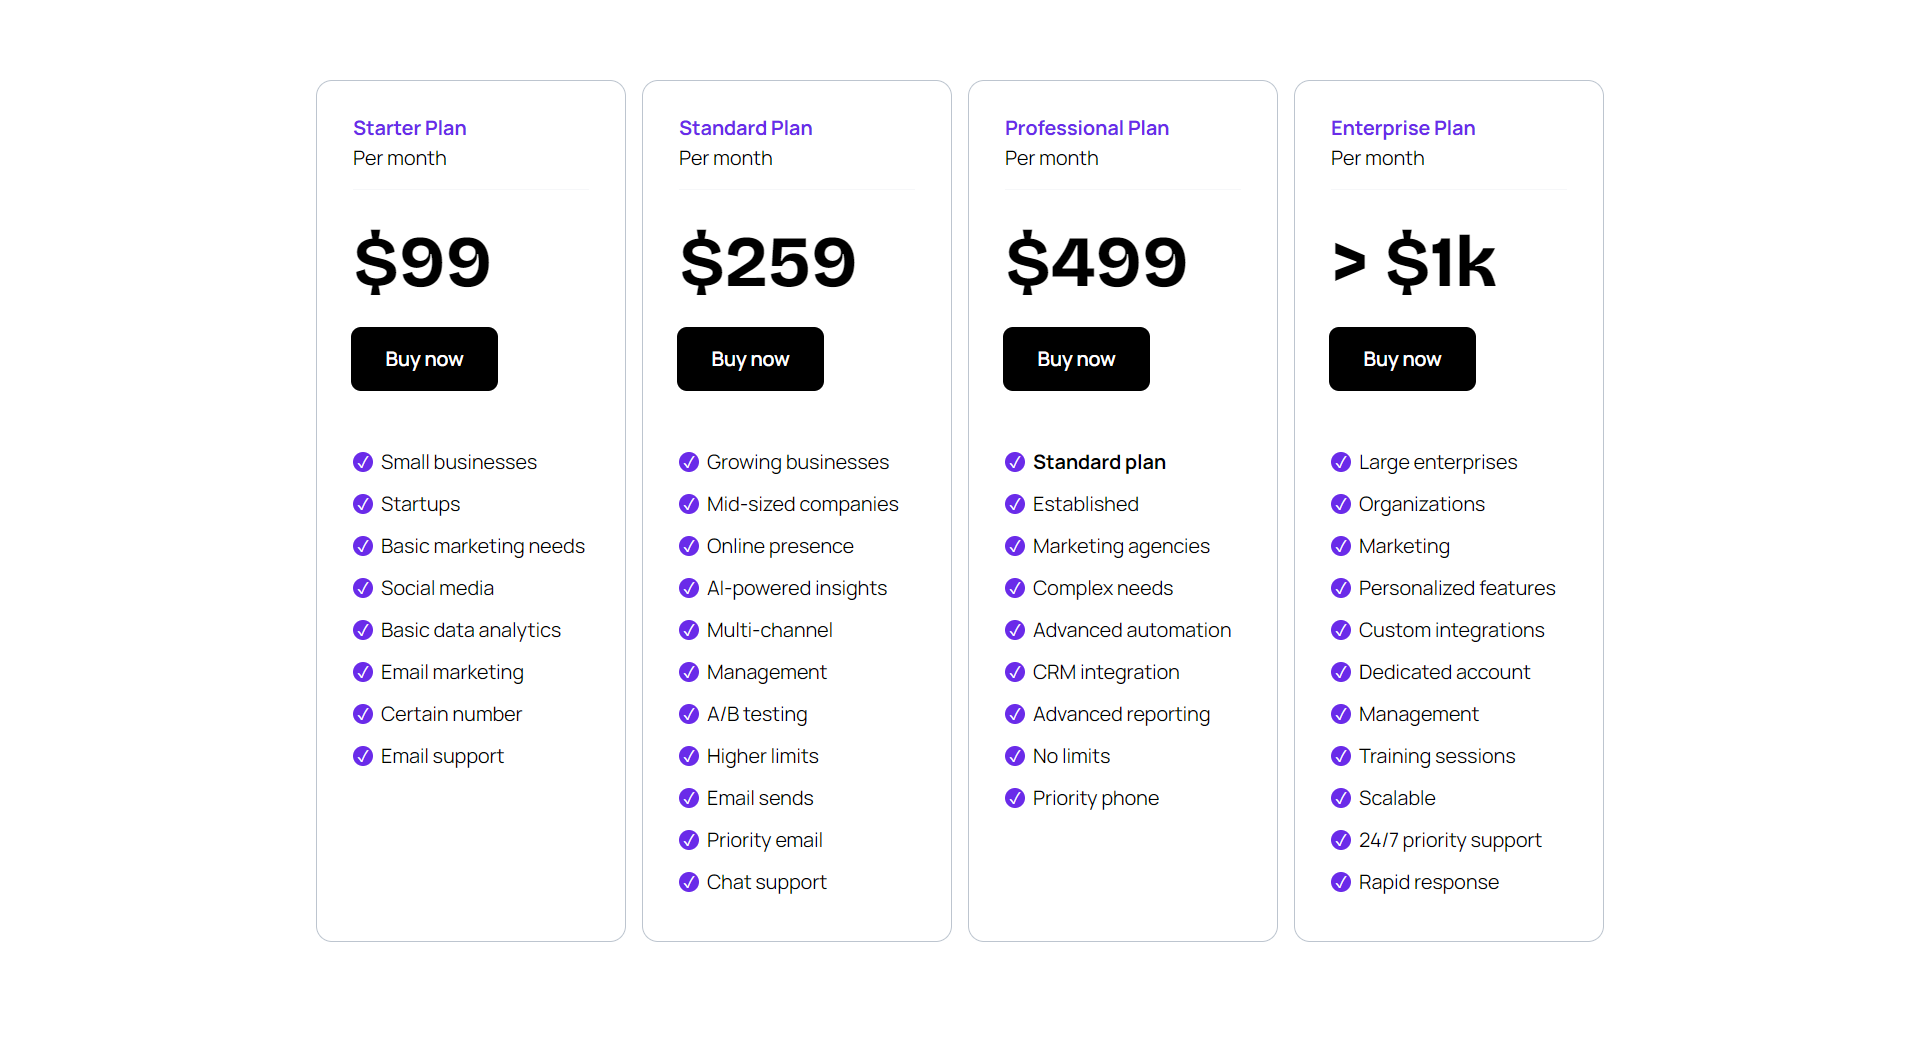 Starter Plan
Per month
$99
Buy now
Small businesses
Startups
Basic marketing needs
Social media
Basic data analytics
Email marketing
Certain number
Email support
Standard Plan
Per month
$259
Buy now
Growing businesses
Mid-sized companies
Online presence
AI-powered insights
Multi-channel
Management
A/B testing
Higher limits
Email sends
Priority email
Chat support
Professional Plan
Per month
$499
Buy now
Standard plan
Established
Marketing agencies
Complex needs
Advanced automation
CRM integration
Advanced reporting
No limits
Priority phone
Enterprise Plan
Per month
> $1k
Buy now
Large enterprises
Organizations
Marketing
Personalized features
Custom integrations
Dedicated account
Management
Training sessions
Scalable
24/7 priority support
Rapid response